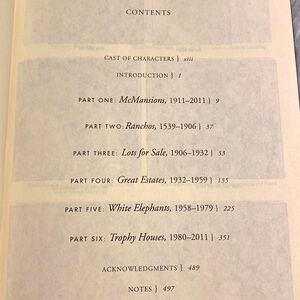 CONTENTS
CAST OF CHARACTERS } xiii
INTRODUCTION } 1
PART ONE: McMansions, 1911–2011 } 9
PART TWO: Ranchos, 1539–1906 } 37
PART THREE: Lots for Sale, 1906–1932 } 53
PART FOUR: Great Estates, 1932–1959 } 135
PART FIVE: White Elephants, 1958–1979 } 225
PART SIX: Trophy Houses, 1980–2011 } 351
ACKNOWLEDGMENTS } 489
NOTES } 497